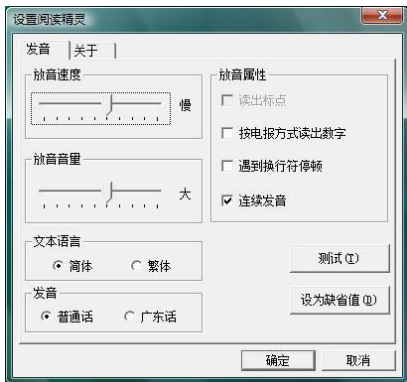 设置阅读精灵
发音 关于
放音速度
慢
放音音量
大
文本语言
简体 繁体
发音
普通话 广东话
放音属性
读出标点
按电报方式读出数字
遇到换行符停顿
连续发音
测试(T)
设为缺省值(D)
确定 取消